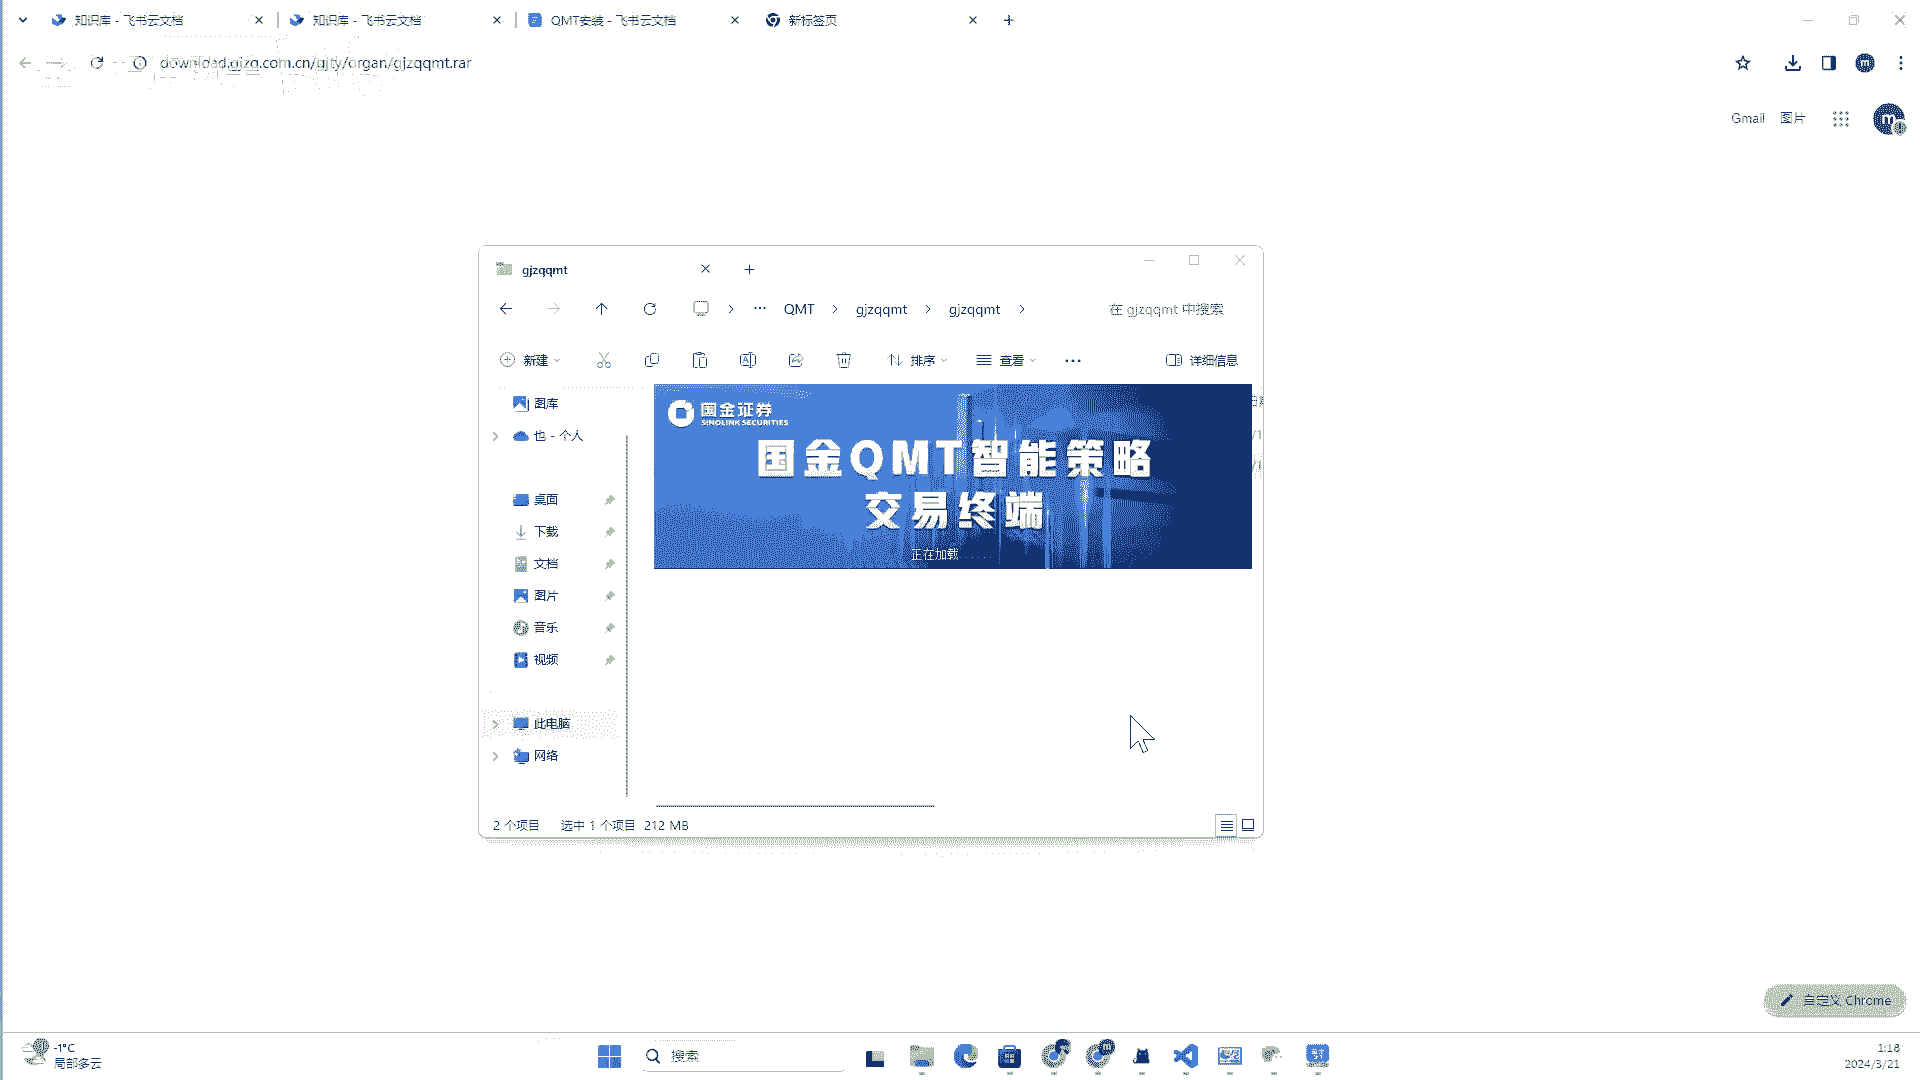 知识库 - 飞书云文档
知识库 - 飞书云文档
QMT安装 - 飞书云文档
新标签页
download.gjzq.com.cn/gjty/organ/gjzqqmt.rar
Gmail
图片
gjzqqmt
QMT
gjzqqmt
gjzqqmt
在 gjzqqmt 中搜索
新建
排序
查看
详细信息
图库
也 - 个人
桌面
下载
文档
图片
音乐
视频
此电脑
网络
国金证券
SINOLINK SECURITIES
国金QMT智能策略
交易终端
正在加载......
2 个项目
选中 1 个项目 212 MB
自定义 Chrome
-1°C
局部多云
搜索
1:18
2024/3/21